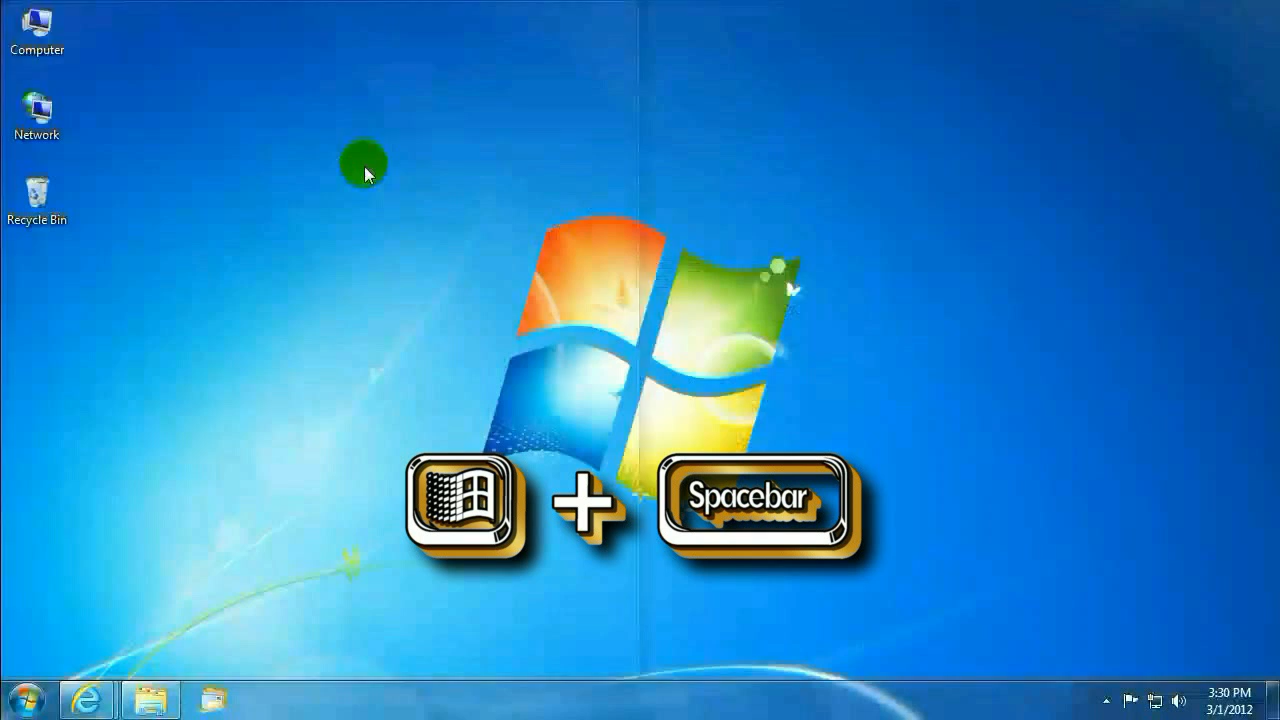 Computer
Network
Recycle Bin
+
Spacebar
3:30 PM
3/1/2012